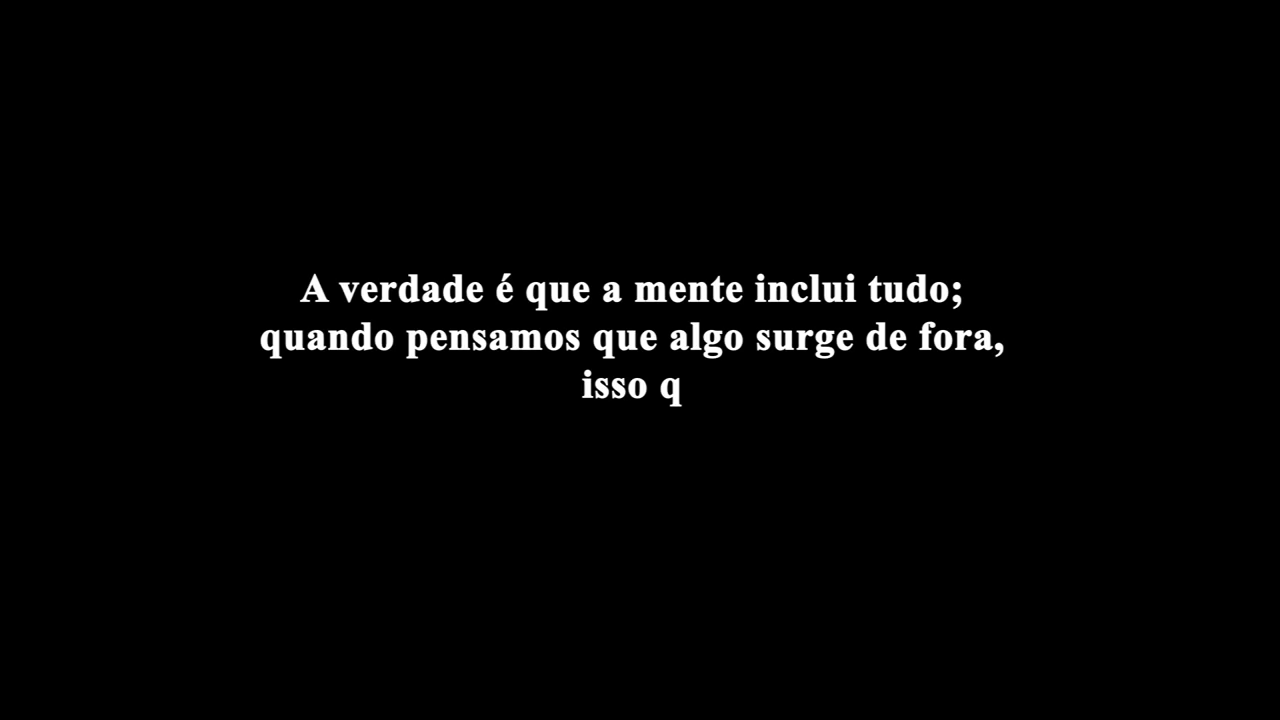 A verdade é que a mente inclui tudo;
quando pensamos que algo surge de fora,
isso q